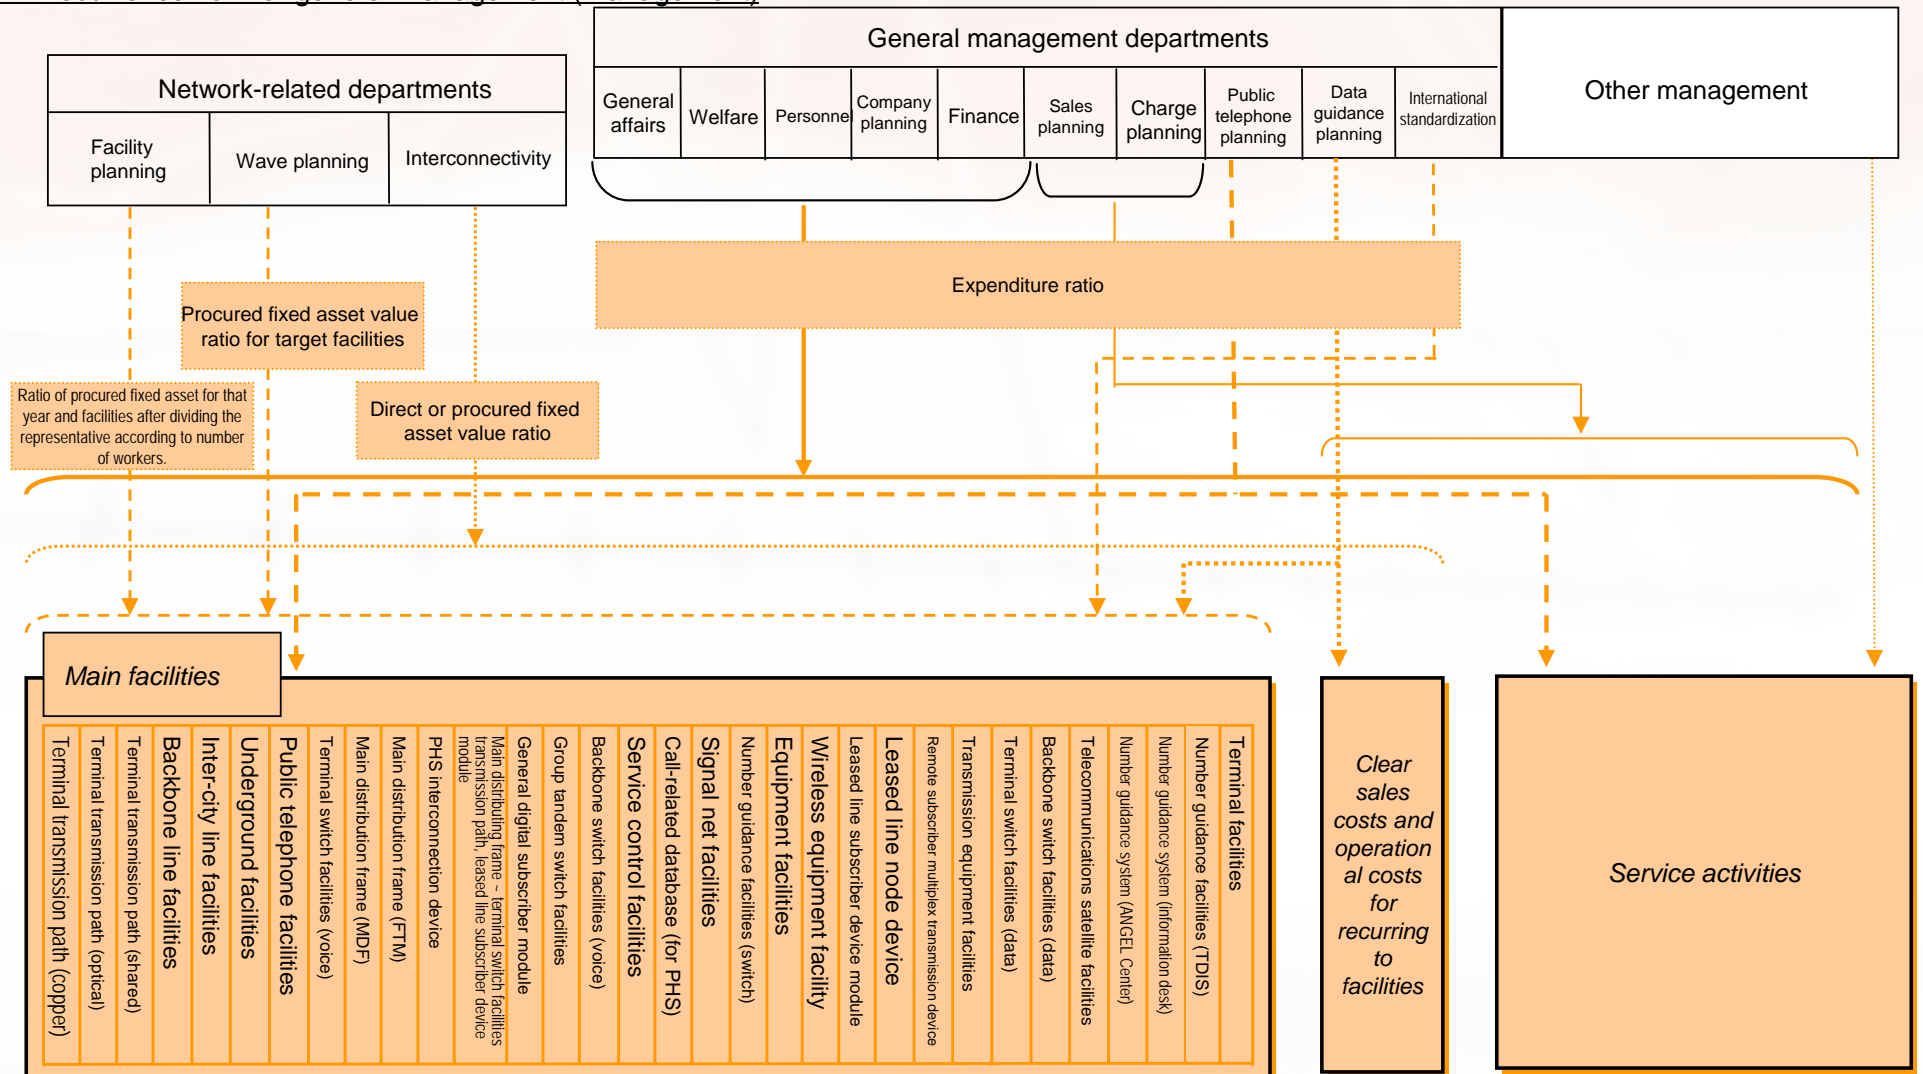 General management departments
Network-related departments
Other management
General
affairs
Welfare
Personnel
Company
planning
Finance
Sales
planning
Charge
planning
Public
telephone
planning
Data
guidance
planning
International
standardization
Facility
planning
Wave planning
Interconnectivity
Expenditure ratio
Procured fixed asset value
ratio for target facilities
Ratio of procured fixed asset for that
year and facilities after dividing the
representative according to number
of workers.
Direct or procured fixed
asset value ratio
Main facilities
Terminal transmission path (copper)
Terminal transmission path (optical)
Terminal transmission path (shared)
Backbone line facilities
Inter-city line facilities
Underground facilities
Public telephone facilities
Terminal switch facilities (voice)
Main distribution frame (MDF)
Main distribution frame (FTM)
PHS interconnection device
Main distributing frame ~ terminal switch facilities
transmission path, leased line subscriber device
module
General digital subscriber module
Group tandem switch facilities
Backbone switch facilities (voice)
Service control facilities
Call-related database (for PHS)
Signal net facilities
Number guidance facilities (switch)
Equipment facilities
Wireless equipment facility
Leased line subscriber device module
Leased line node device
Remote subscriber multiplex transmission device
Transmission equipment facilities
Terminal switch facilities (data)
Backbone switch facilities (data)
Telecommunications satellite facilities
Number guidance system (ANGEL Center)
Number guidance system (information desk)
Number guidance facilities (TDIS)
Terminal facilities
Clear
sales
costs and
operation
al costs
for
recurring
to
facilities
Service activities